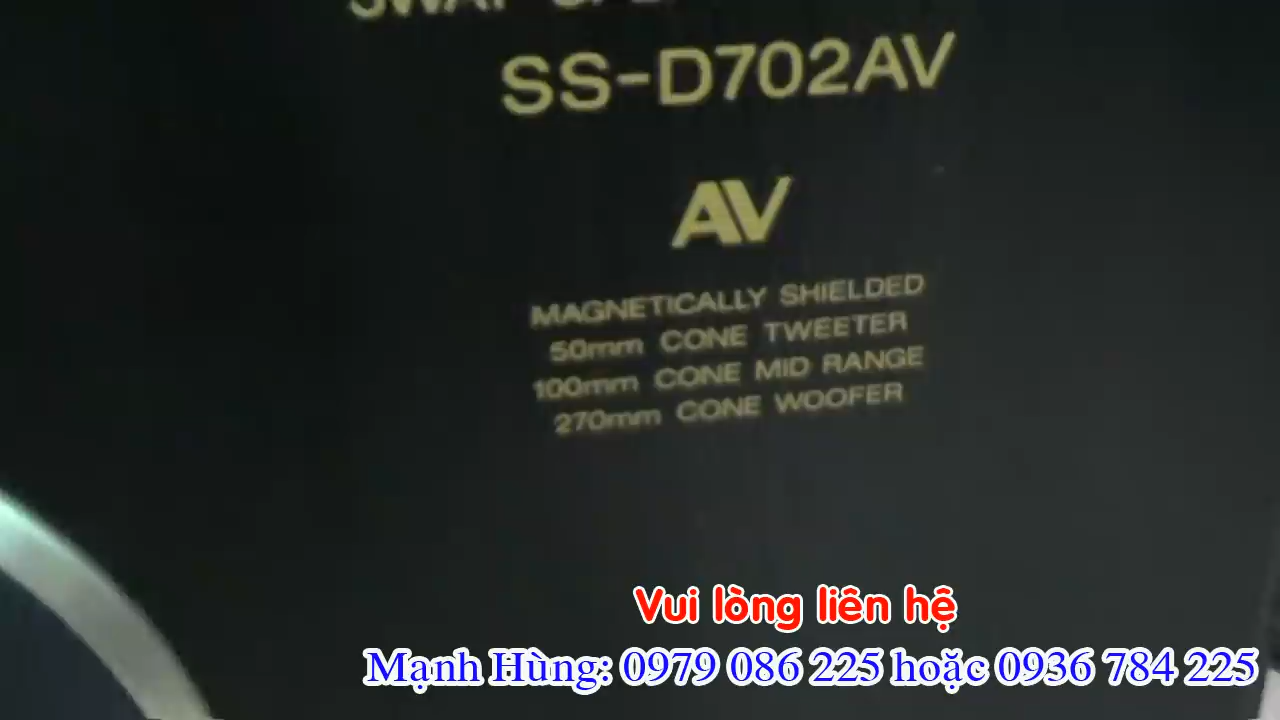 3WAY
SS-D702AV
AV
MAGNETICALLY SHIELDED
50mm CONE TWEETER
100mm CONE MID RANGE
270mm CONE WOOFER
Vui lòng liên hệ
Mạnh Hùng: 0979 086 225 hoặc 0936 784 225